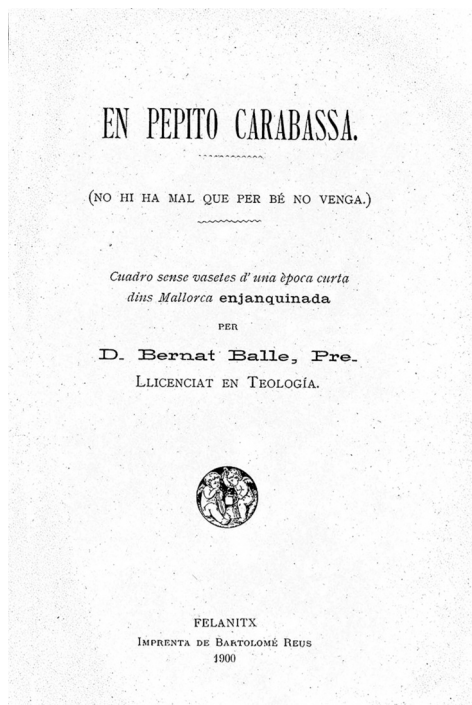 EN PEPITO CARABASSA.
(NO HI HA MAL QUE PER BÉ NO VENGA.)
Cuadro sense vasetes d' una època curta
dins Mallorca enjanquinada
PER
D. Bernat Balle, Pre.
LLICENCIAT EN TEOLOGÍA.
FELANITX
IMPRENTA DE BARTOLOMÉ REUS
1900